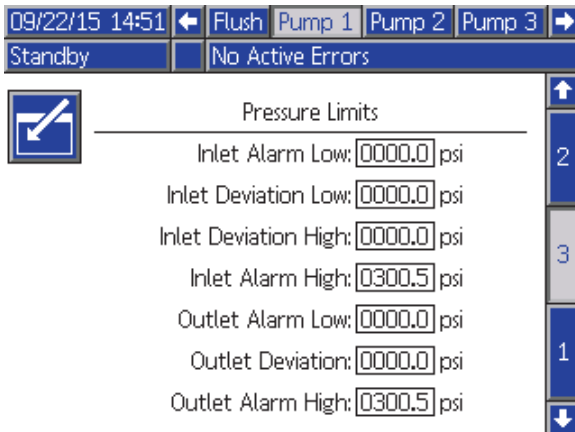 09/22/15 14:51 Flush Pump 1 Pump 2 Pump 3
Standby No Active Errors
Pressure Limits
Inlet Alarm Low: 0000.0 psi
2
Inlet Deviation Low: 0000.0 psi
Inlet Deviation High: 0000.0 psi
3
Inlet Alarm High: 0300.5 psi
Outlet Alarm Low: 0000.0 psi
1
Outlet Deviation: 0000.0 psi
Outlet Alarm High: 0300.5 psi